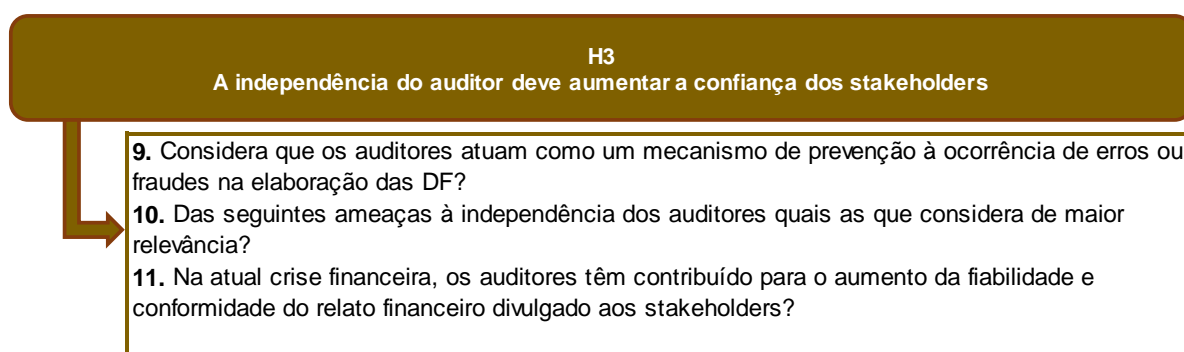 H3
A independência do auditor deve aumentar a confiança dos stakeholders
9. Considera que os auditores atuam como um mecanismo de prevenção à ocorrência de erros ou
fraudes na elaboração das DF?
10. Das seguintes ameaças à independência dos auditores quais as que considera de maior
relevância?
11. Na atual crise financeira, os auditores têm contribuído para o aumento da fiabilidade e
conformidade do relato financeiro divulgado aos stakeholders?